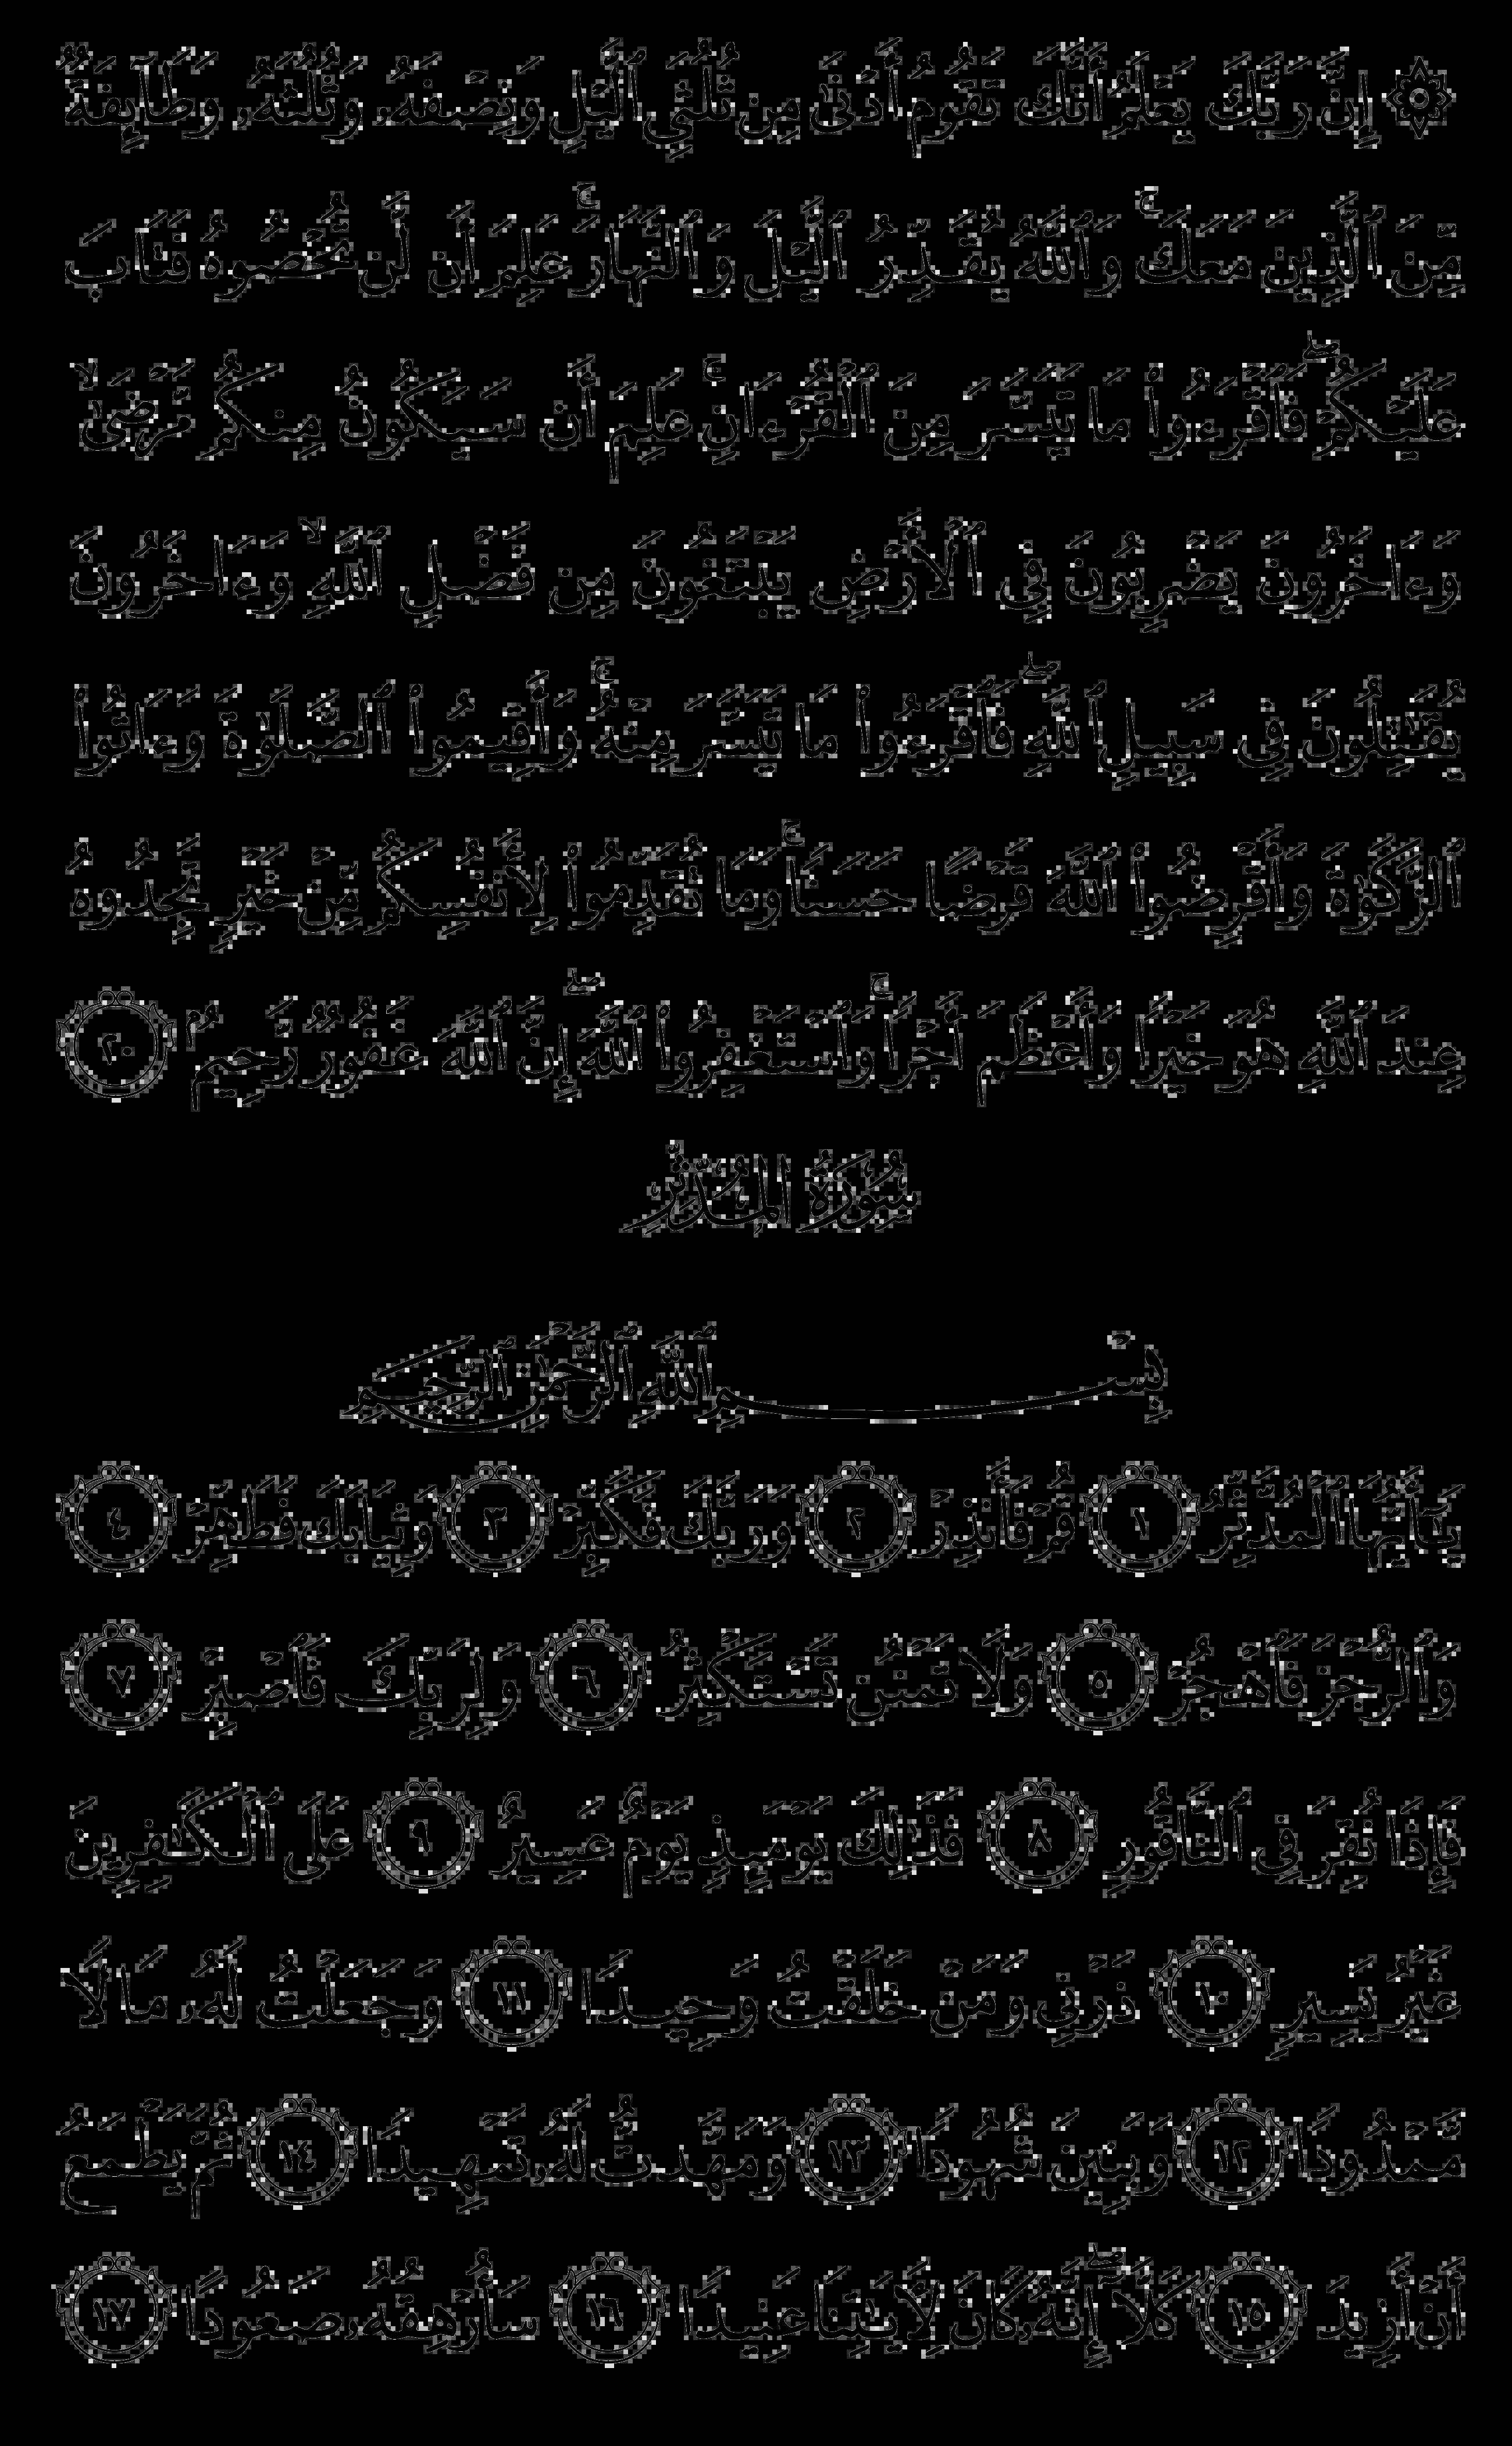 ۞ إِنَّ رَبَّكَ يَعْلَمُ أَنَّكَ تَقُومُ أَدْنَىٰ مِن ثُلُثَىِ ٱلَّيْلِ وَنِصْفَهُۥ وَثُلُثَهُۥ وَطَآئِفَةٌ
مِّنَ ٱلَّذِينَ مَعَكَ ۚ وَٱللَّهُ يُقَدِّرُ ٱلَّيْلَ وَٱلنَّهَارَ ۚ عَلِمَ أَن لَّن تُحْصُوهُ فَتَابَ
عَلَيْكُمْ ۖ فَٱقْرَءُوا۟ مَا تَيَسَّرَ مِنَ ٱلْقُرْءَانِ ۚ عَلِمَ أَن سَيَكُونُ مِنكُم مَّرْضَىٰ ۙ
وَءَاخَرُونَ يَضْرِبُونَ فِى ٱلْأَرْضِ يَبْتَغُونَ مِن فَضْلِ ٱللَّهِ ۙ وَءَاخَرُونَ
يُقَٰتِلُونَ فِى سَبِيلِ ٱللَّهِ ۖ فَٱقْرَءُوا۟ مَا تَيَسَّرَ مِنْهُ ۚ وَأَقِيمُوا۟ ٱلصَّلَوٰةَ وَءَاتُوا۟
ٱلزَّكَوٰةَ وَأَقْرِضُوا۟ ٱللَّهَ قَرْضًا حَسَنًا ۚ وَمَا تُقَدِّمُوا۟ لِأَنفُسِكُم مِّنْ خَيْرٍ تَجِدُوهُ
عِندَ ٱللَّهِ هُوَ خَيْرًا وَأَعْظَمَ أَجْرًا ۚ وَٱسْتَغْفِرُوا۟ ٱللَّهَ ۖ إِنَّ ٱللَّهَ غَفُورٌ رَّحِيمٌۢ ٢٠
سُورَةُ المُدَّثِّرِ
بِسْمِ ٱللَّهِ ٱلرَّحْمَٰنِ ٱلرَّحِيمِ
يَٰٓأَيُّهَا ٱلْمُدَّثِّرُ ١ قُمْ فَأَنذِرْ ٢ وَرَبَّكَ فَكَبِّرْ ٣ وَثِيَابَكَ فَطَهِّرْ ٤
وَٱلرُّجْزَ فَٱهْجُرْ ٥ وَلَا تَمْنُن تَسْتَكْثِرُ ٦ وَلِرَبِّكَ فَٱصْبِرْ ٧
فَإِذَا نُقِرَ فِى ٱلنَّاقُورِ ٨ فَذَٰلِكَ يَوْمَئِذٍ يَوْمٌ عَسِيرٌ ٩ عَلَى ٱلْكَٰفِرِينَ
غَيْرُ يَسِيرٍ ١٠ ذَرْنِى وَمَنْ خَلَقْتُ وَحِيدًا ١١ وَجَعَلْتُ لَهُۥ مَالًا
مَّمْدُودًا ١٢ وَبَنِينَ شُهُودًا ١٣ وَمَهَّدتُّ لَهُۥ تَمْهِيدًا ١٤ ثُمَّ يَطْمَعُ
أَنْ أَزِيدَ ١٥ كَلَّآ ۖ إِنَّهُۥ كَانَ لِءَايَٰتِنَا عَنِيدًا ١٦ سَأُرْهِقُهُۥ صَعُودًا ١٧